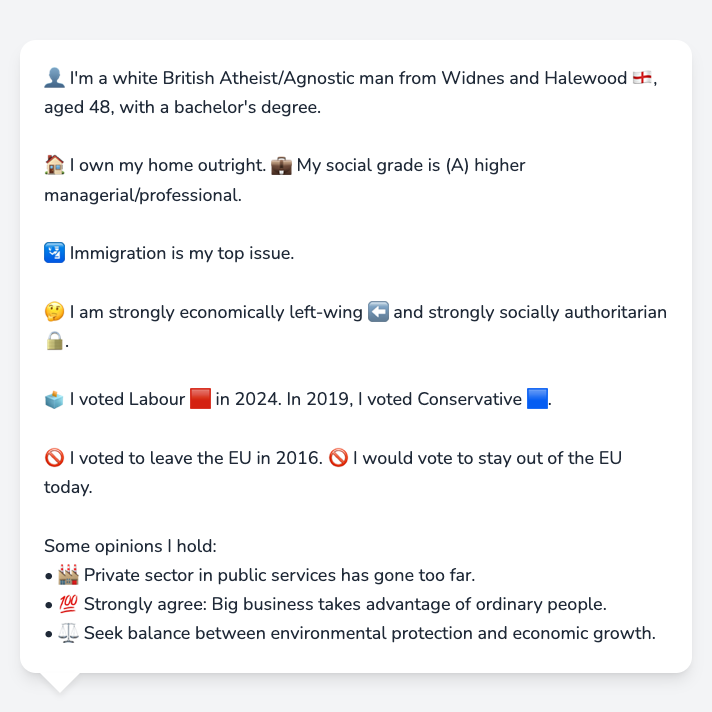 👤 I'm a white British Atheist/Agnostic man from Widnes and Halewood 🏴󠁧󠁢󠁥󠁮󠁧󠁿,
aged 48, with a bachelor's degree.
🏠 I own my home outright. 💼 My social grade is (A) higher
managerial/professional.
🛂 Immigration is my top issue.
🤔 I am strongly economically left-wing ⬅️ and strongly socially authoritarian
🔒.
🗳️ I voted Labour 🟥 in 2024. In 2019, I voted Conservative 🟦.
🚫 I voted to leave the EU in 2016. 🚫 I would vote to stay out of the EU
today.
Some opinions I hold:
• 🏭 Private sector in public services has gone too far.
• 💯 Strongly agree: Big business takes advantage of ordinary people.
• ⚖️ Seek balance between environmental protection and economic growth.